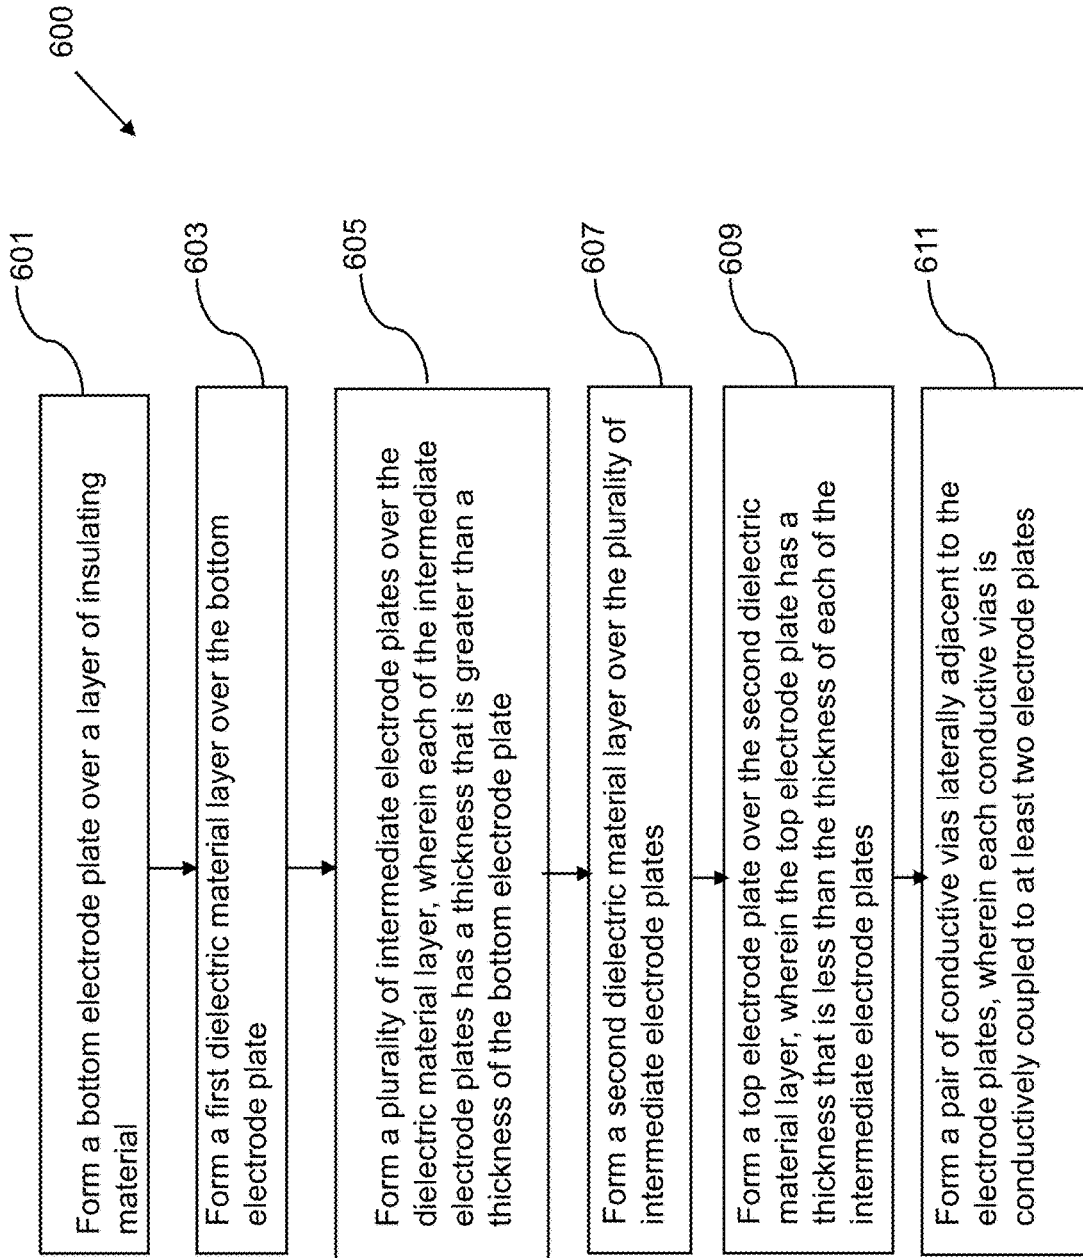 600
601
Form a bottom electrode plate over a layer of insulating
material
603
Form a first dielectric material layer over the bottom
electrode plate
605
Form a plurality of intermediate electrode plates over the
dielectric material layer, wherein each of the intermediate
electrode plates has a thickness that is greater than a
thickness of the bottom electrode plate
607
Form a second dielectric material layer over the plurality of
intermediate electrode plates
609
Form a top electrode plate over the second dielectric
material layer, wherein the top electrode plate has a
thickness that is less than the thickness of each of the
intermediate electrode plates
611
Form a pair of conductive vias laterally adjacent to the
electrode plates, wherein each conductive vias is
conductively coupled to at least two electrode plates